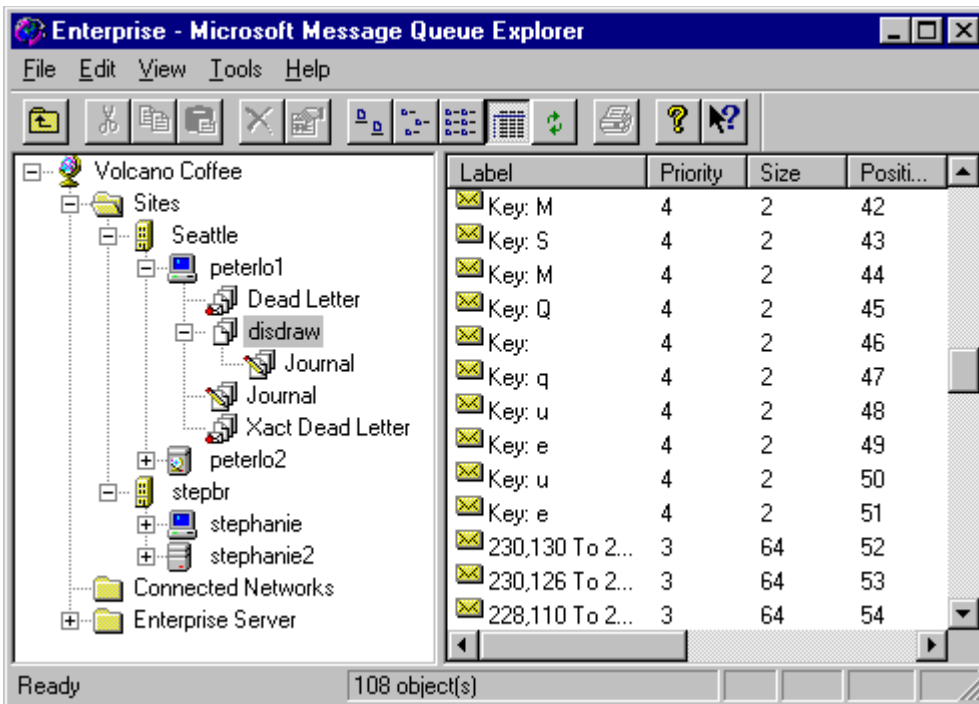 Enterprise - Microsoft Message Queue Explorer
File Edit View Tools Help
Volcano Coffee
Sites
Seattle
peterlo1
Dead Letter
disdraw
Journal
Journal
Xact Dead Letter
peterlo2
stepbr
stephanie
stephanie2
Connected Networks
Enterprise Server
Label Priority Size Positi...
Key: M 4 2 42
Key: S 4 2 43
Key: M 4 2 44
Key: Q 4 2 45
Key: 4 2 46
Key: q 4 2 47
Key: u 4 2 48
Key: e 4 2 49
Key: u 4 2 50
Key: e 4 2 51
230,130 To 2... 3 64 52
230,126 To 2... 3 64 53
228,110 To 2... 3 64 54
Ready 108 object(s)